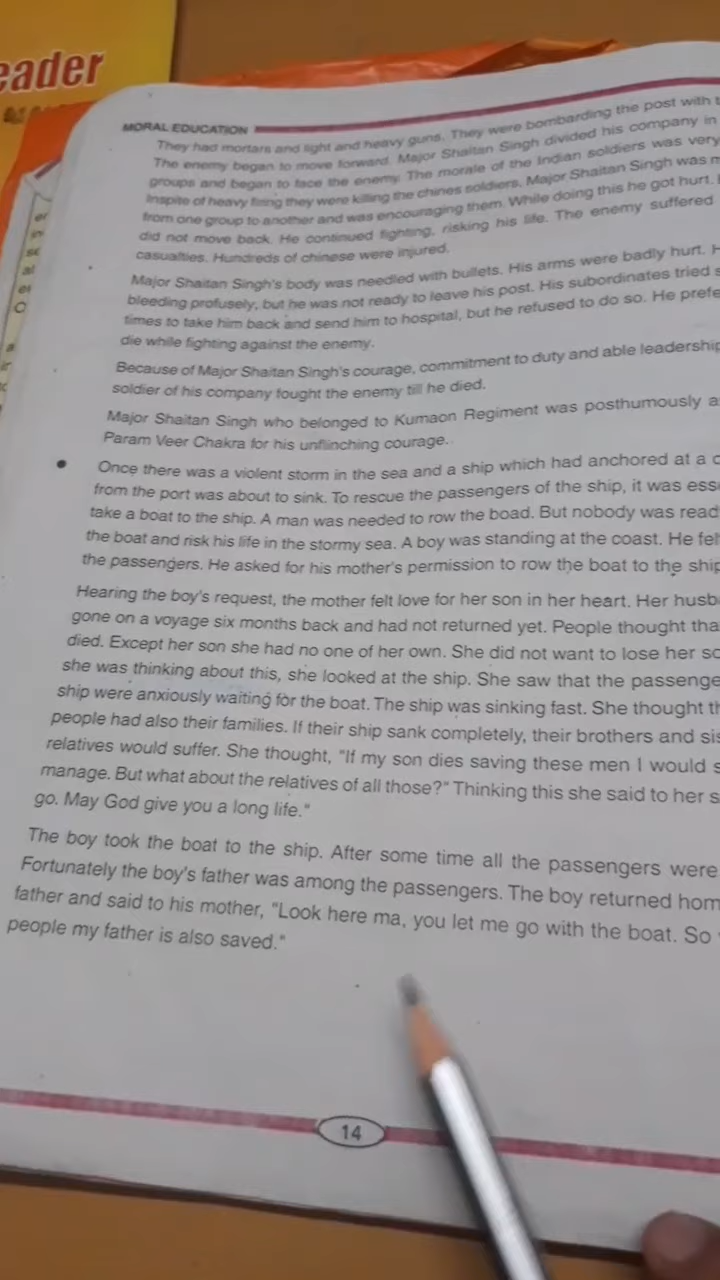 eader
MORAL EDUCATION
They had mortars and light and heavy guns. They were bombarding the post with
The enemy began to move forward. Major Shaitan Singh divided his company in
groups and began to face the enemy. The morale of the Indian soldiers was very
Inspite of heavy firing they were killing the chines soldiers. Major Shaitan Singh was
from one group to another and was encouraging them. While doing this he got hurt.
did not move back. He continued fighting, risking his life. The enemy suffered
casualties. Hundreds of chinese were injured.
Major Shaitan Singh's body was needled with bullets. His arms were badly hurt.
bleeding profusely, but he was not ready to leave his post. His subordinates tried
times to take him back and send him to hospital, but he refused to do so. He prefe
die while fighting against the enemy.
Because of Major Shaitan Singh's courage, commitment to duty and able leadership
soldier of his company fought the enemy till he died.
Major Shaitan Singh who belonged to Kumaon Regiment was posthumously a
Param Veer Chakra for his unflinching courage.
• Once there was a violent storm in the sea and a ship which had anchored at a
from the port was about to sink. To rescue the passengers of the ship, it was ess
take a boat to the ship. A man was needed to row the boad. But nobody was read
the boat and risk his life in the stormy sea. A boy was standing at the coast. He fel
the passengers. He asked for his mother's permission to row the boat to the ship
Hearing the boy's request, the mother felt love for her son in her heart. Her husb
gone on a voyage six months back and had not returned yet. People thought tha
died. Except her son she had no one of her own. She did not want to lose her so
she was thinking about this, she looked at the ship. She saw that the passenge
ship were anxiously waiting for the boat. The ship was sinking fast. She thought th
people had also their families. If their ship sank completely, their brothers and sis
relatives would suffer. She thought, "If my son dies saving these men I would s
manage. But what about the relatives of all those?" Thinking this she said to her s
go. May God give you a long life."
The boy took the boat to the ship. After some time all the passengers were
Fortunately the boy's father was among the passengers. The boy returned hom
father and said to his mother, "Look here ma, you let me go with the boat. So
people my father is also saved."
14